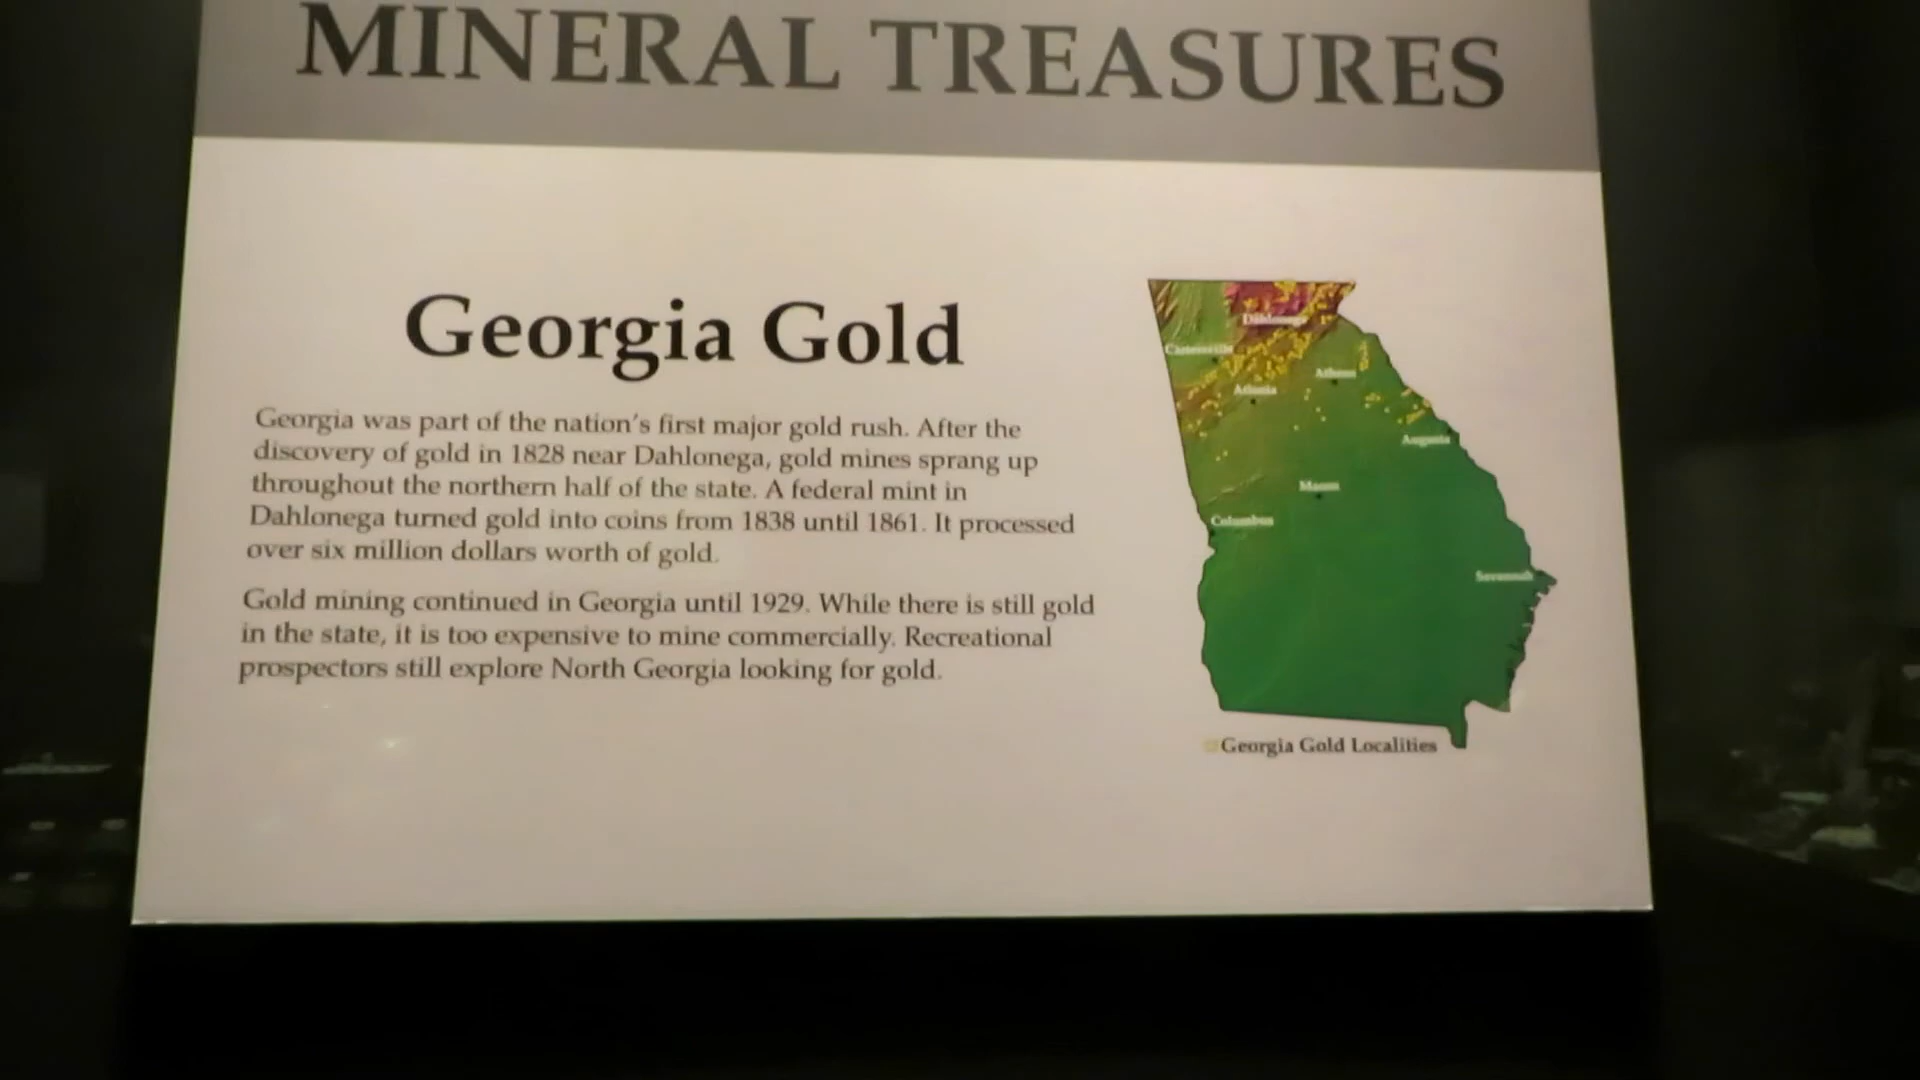 MINERAL TREASURES
Georgia Gold
Georgia was part of the nation's first major gold rush. After the
discovery of gold in 1828 near Dahlonega, gold mines sprang up
throughout the northern half of the state. A federal mint in
Dahlonega turned gold into coins from 1838 until 1861. It processed
over six million dollars worth of gold.
Gold mining continued in Georgia until 1929. While there is still gold
in the state, it is too expensive to mine commercially. Recreational
prospectors still explore North Georgia looking for gold.
Dahlonega
Cartersville
Athens
Atlanta
Augusta
Macon
Columbus
Savannah
Georgia Gold Localities